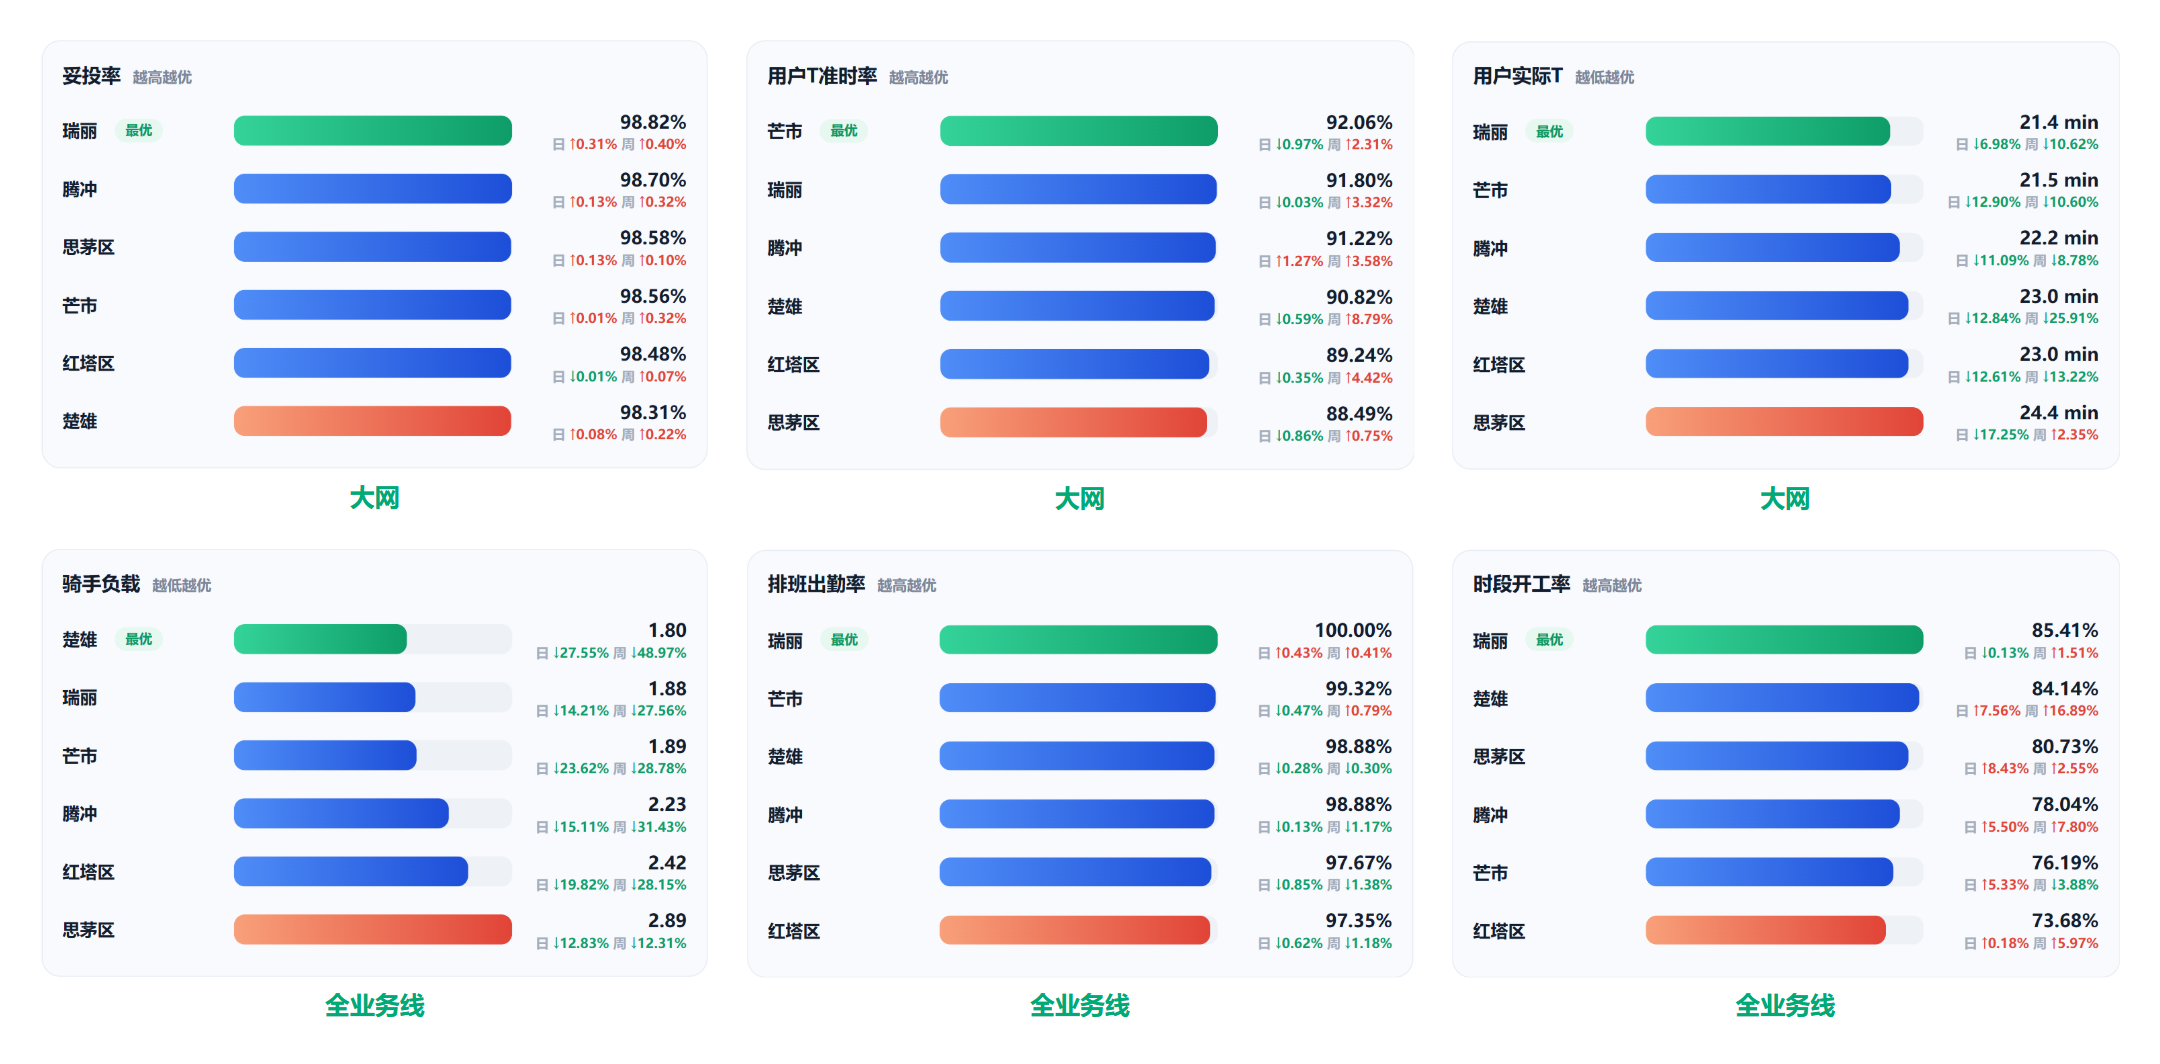 妥投率 越高越优
瑞丽 最优 98.82%
日 ↑0.31% 周 ↑0.40%
腾冲 98.70%
日 ↑0.13% 周 ↑0.32%
思茅区 98.58%
日 ↑0.13% 周 ↑0.10%
芒市 98.56%
日 ↑0.01% 周 ↑0.32%
红塔区 98.48%
日 ↓0.01% 周 ↑0.07%
楚雄 98.31%
日 ↑0.08% 周 ↑0.22%
大网
用户T准时率 越高越优
芒市 最优 92.06%
日 ↓0.97% 周 ↑2.31%
瑞丽 91.80%
日 ↓0.03% 周 ↑3.32%
腾冲 91.22%
日 ↑1.27% 周 ↑3.58%
楚雄 90.82%
日 ↓0.59% 周 ↑8.79%
红塔区 89.24%
日 ↓0.35% 周 ↑4.42%
思茅区 88.49%
日 ↓0.86% 周 ↑0.75%
大网
用户实际T 越低越优
瑞丽 最优 21.4 min
日 ↓6.98% 周 ↓10.62%
芒市 21.5 min
日 ↓12.90% 周 ↓10.60%
腾冲 22.2 min
日 ↓11.09% 周 ↓8.78%
楚雄 23.0 min
日 ↓12.84% 周 ↓25.91%
红塔区 23.0 min
日 ↓12.61% 周 ↓13.22%
思茅区 24.4 min
日 ↓17.25% 周 ↑2.35%
大网
骑手负载 越低越优
楚雄 最优 1.80
日 ↓27.55% 周 ↓48.97%
瑞丽 1.88
日 ↓14.21% 周 ↓27.56%
芒市 1.89
日 ↓23.62% 周 ↓28.78%
腾冲 2.23
日 ↓15.11% 周 ↓31.43%
红塔区 2.42
日 ↓19.82% 周 ↓28.15%
思茅区 2.89
日 ↓12.83% 周 ↓12.31%
全业务线
排班出勤率 越高越优
瑞丽 最优 100.00%
日 ↑0.43% 周 ↑0.41%
芒市 99.32%
日 ↓0.47% 周 ↑0.79%
楚雄 98.88%
日 ↓0.28% 周 ↓0.30%
腾冲 98.88%
日 ↓0.13% 周 ↓1.17%
思茅区 97.67%
日 ↓0.85% 周 ↓1.38%
红塔区 97.35%
日 ↓0.62% 周 ↓1.18%
全业务线
时段开工率 越高越优
瑞丽 最优 85.41%
日 ↓0.13% 周 ↑1.51%
楚雄 84.14%
日 ↑7.56% 周 ↑16.89%
思茅区 80.73%
日 ↑8.43% 周 ↑2.55%
腾冲 78.04%
日 ↑5.50% 周 ↑7.80%
芒市 76.19%
日 ↑5.33% 周 ↓3.88%
红塔区 73.68%
日 ↑0.18% 周 ↑5.97%
全业务线